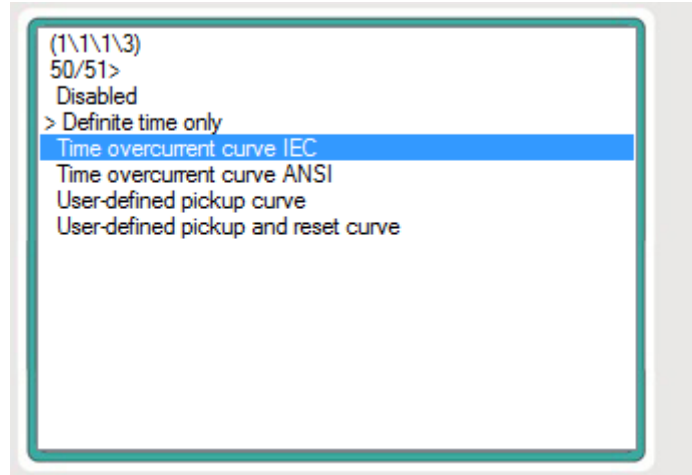 (1\1\1\3)
50/51>
Disabled
> Definite time only
Time overcurrent curve IEC
Time overcurrent curve ANSI
User-defined pickup curve
User-defined pickup and reset curve